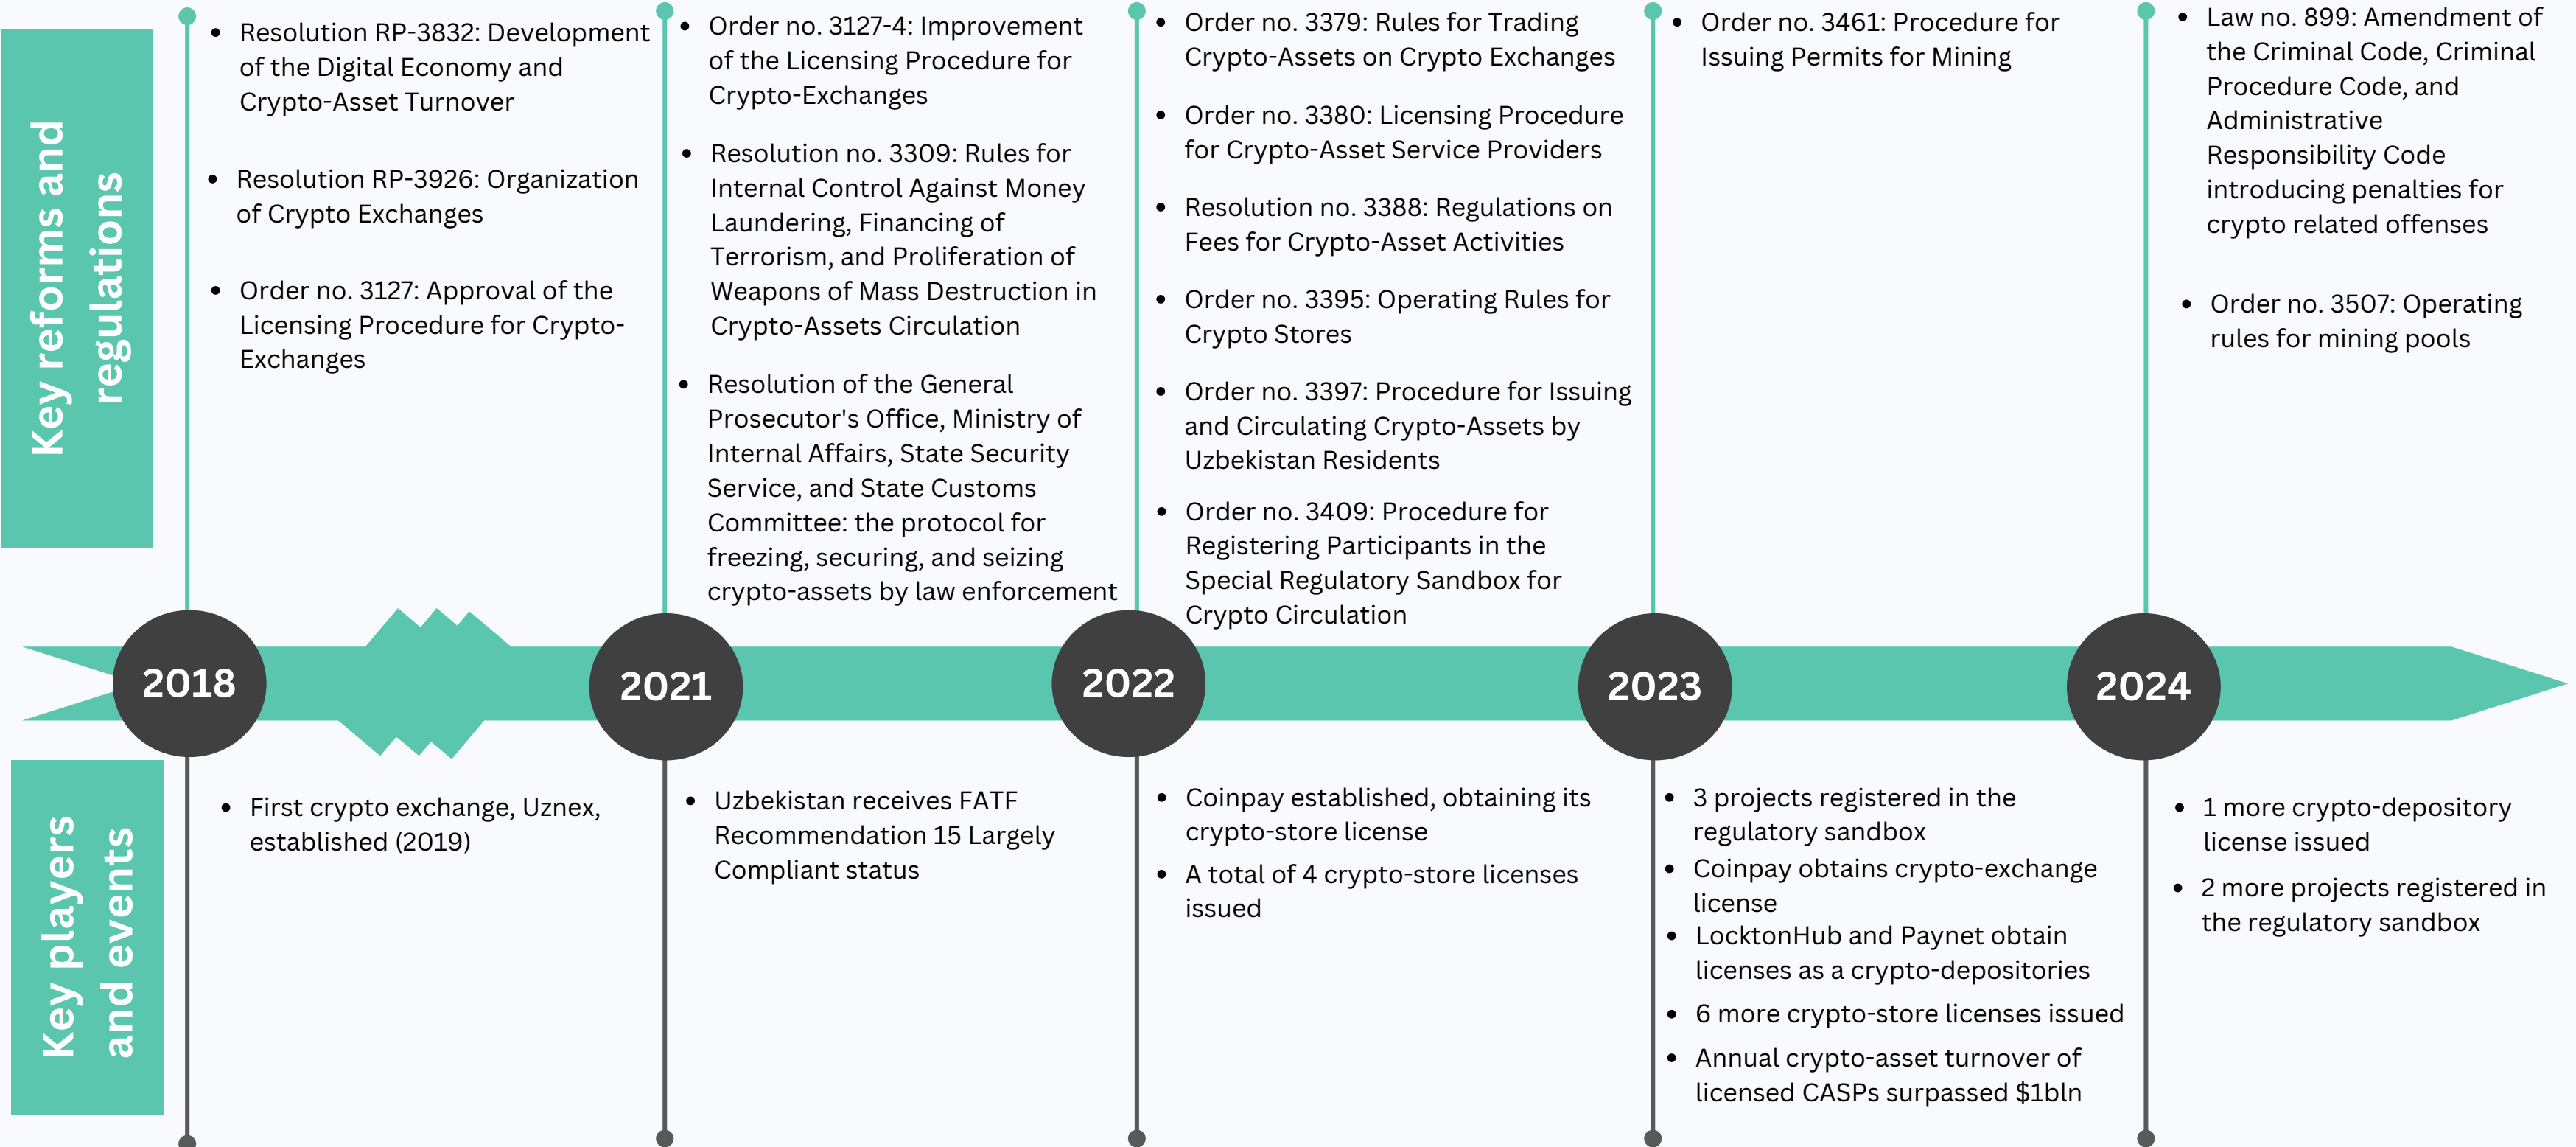 Key reforms and
regulations
• Resolution RP-3832: Development
of the Digital Economy and
Crypto-Asset Turnover
• Resolution RP-3926: Organization
of Crypto Exchanges
• Order no. 3127: Approval of the
Licensing Procedure for Crypto-
Exchanges
• Order no. 3127-4: Improvement
of the Licensing Procedure for
Crypto-Exchanges
• Resolution no. 3309: Rules for
Internal Control Against Money
Laundering, Financing of
Terrorism, and Proliferation of
Weapons of Mass Destruction in
Crypto-Assets Circulation
• Resolution of the General
Prosecutor's Office, Ministry of
Internal Affairs, State Security
Service, and State Customs
Committee: the protocol for
freezing, securing, and seizing
crypto-assets by law enforcement
• Order no. 3379: Rules for Trading
Crypto-Assets on Crypto Exchanges
• Order no. 3380: Licensing Procedure
for Crypto-Asset Service Providers
• Resolution no. 3388: Regulations on
Fees for Crypto-Asset Activities
• Order no. 3395: Operating Rules for
Crypto Stores
• Order no. 3397: Procedure for Issuing
and Circulating Crypto-Assets by
Uzbekistan Residents
• Order no. 3409: Procedure for
Registering Participants in the
Special Regulatory Sandbox for
Crypto Circulation
• Order no. 3461: Procedure for
Issuing Permits for Mining
• Law no. 899: Amendment of
the Criminal Code, Criminal
Procedure Code, and
Administrative
Responsibility Code
introducing penalties for
crypto related offenses
• Order no. 3507: Operating
rules for mining pools
2018
2021
2022
2023
2024
Key players
and events
• First crypto exchange, Uznex,
established (2019)
• Uzbekistan receives FATF
Recommendation 15 Largely
Compliant status
• Coinpay established, obtaining its
crypto-store license
• A total of 4 crypto-store licenses
issued
• 3 projects registered in the
regulatory sandbox
• Coinpay obtains crypto-exchange
license
• LocktonHub and Paynet obtain
licenses as a crypto-depositories
• 6 more crypto-store licenses issued
• Annual crypto-asset turnover of
licensed CASPs surpassed $1bln
• 1 more crypto-depository
license issued
• 2 more projects registered in
the regulatory sandbox